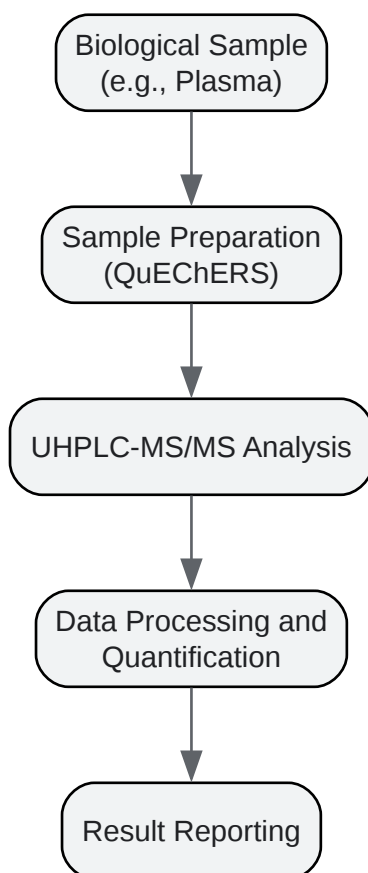 Biological Sample
(e.g., Plasma)
Sample Preparation
(QuEChERS)
UHPLC-MS/MS Analysis
Data Processing and
Quantification
Result Reporting